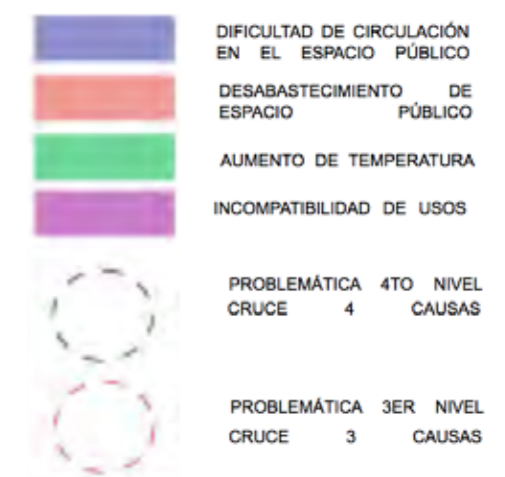 DIFICULTAD DE CIRCULACIÓN
EN EL ESPACIO PÚBLICO
DESABASTECIMIENTO DE
ESPACIO PÚBLICO
AUMENTO DE TEMPERATURA
INCOMPATIBILIDAD DE USOS
PROBLEMÁTICA 4TO NIVEL
CRUCE 4 CAUSAS
PROBLEMÁTICA 3ER NIVEL
CRUCE 3 CAUSAS